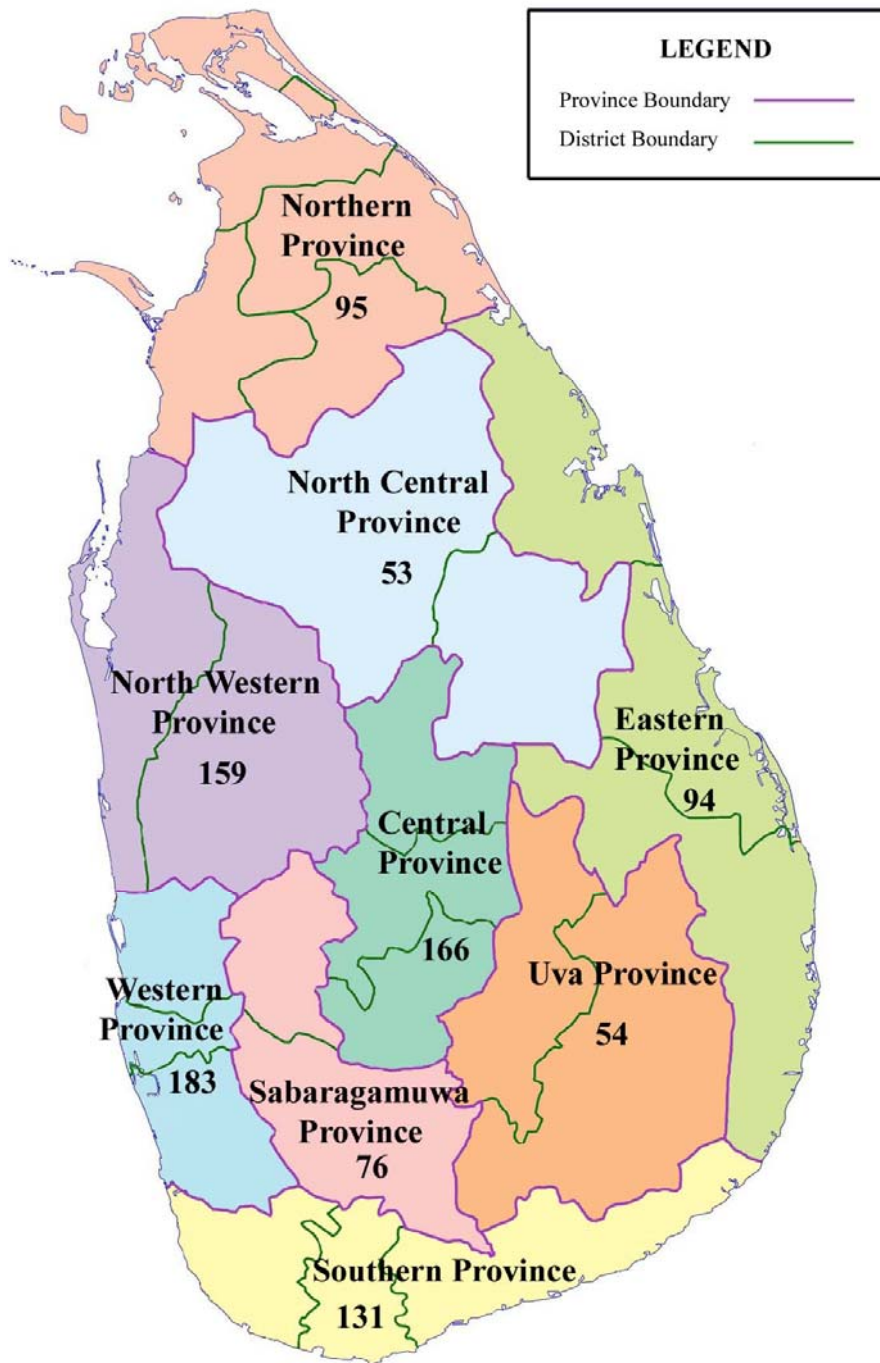 LEGEND
Province Boundary
District Boundary
Northern
Province
95
North Central
Province
53
North Western
Province
159
Eastern
Province
94
Central
Province
166
Uva Province
54
Western
Province
183
Sabaragamuwa
Province
76
Southern Province
131